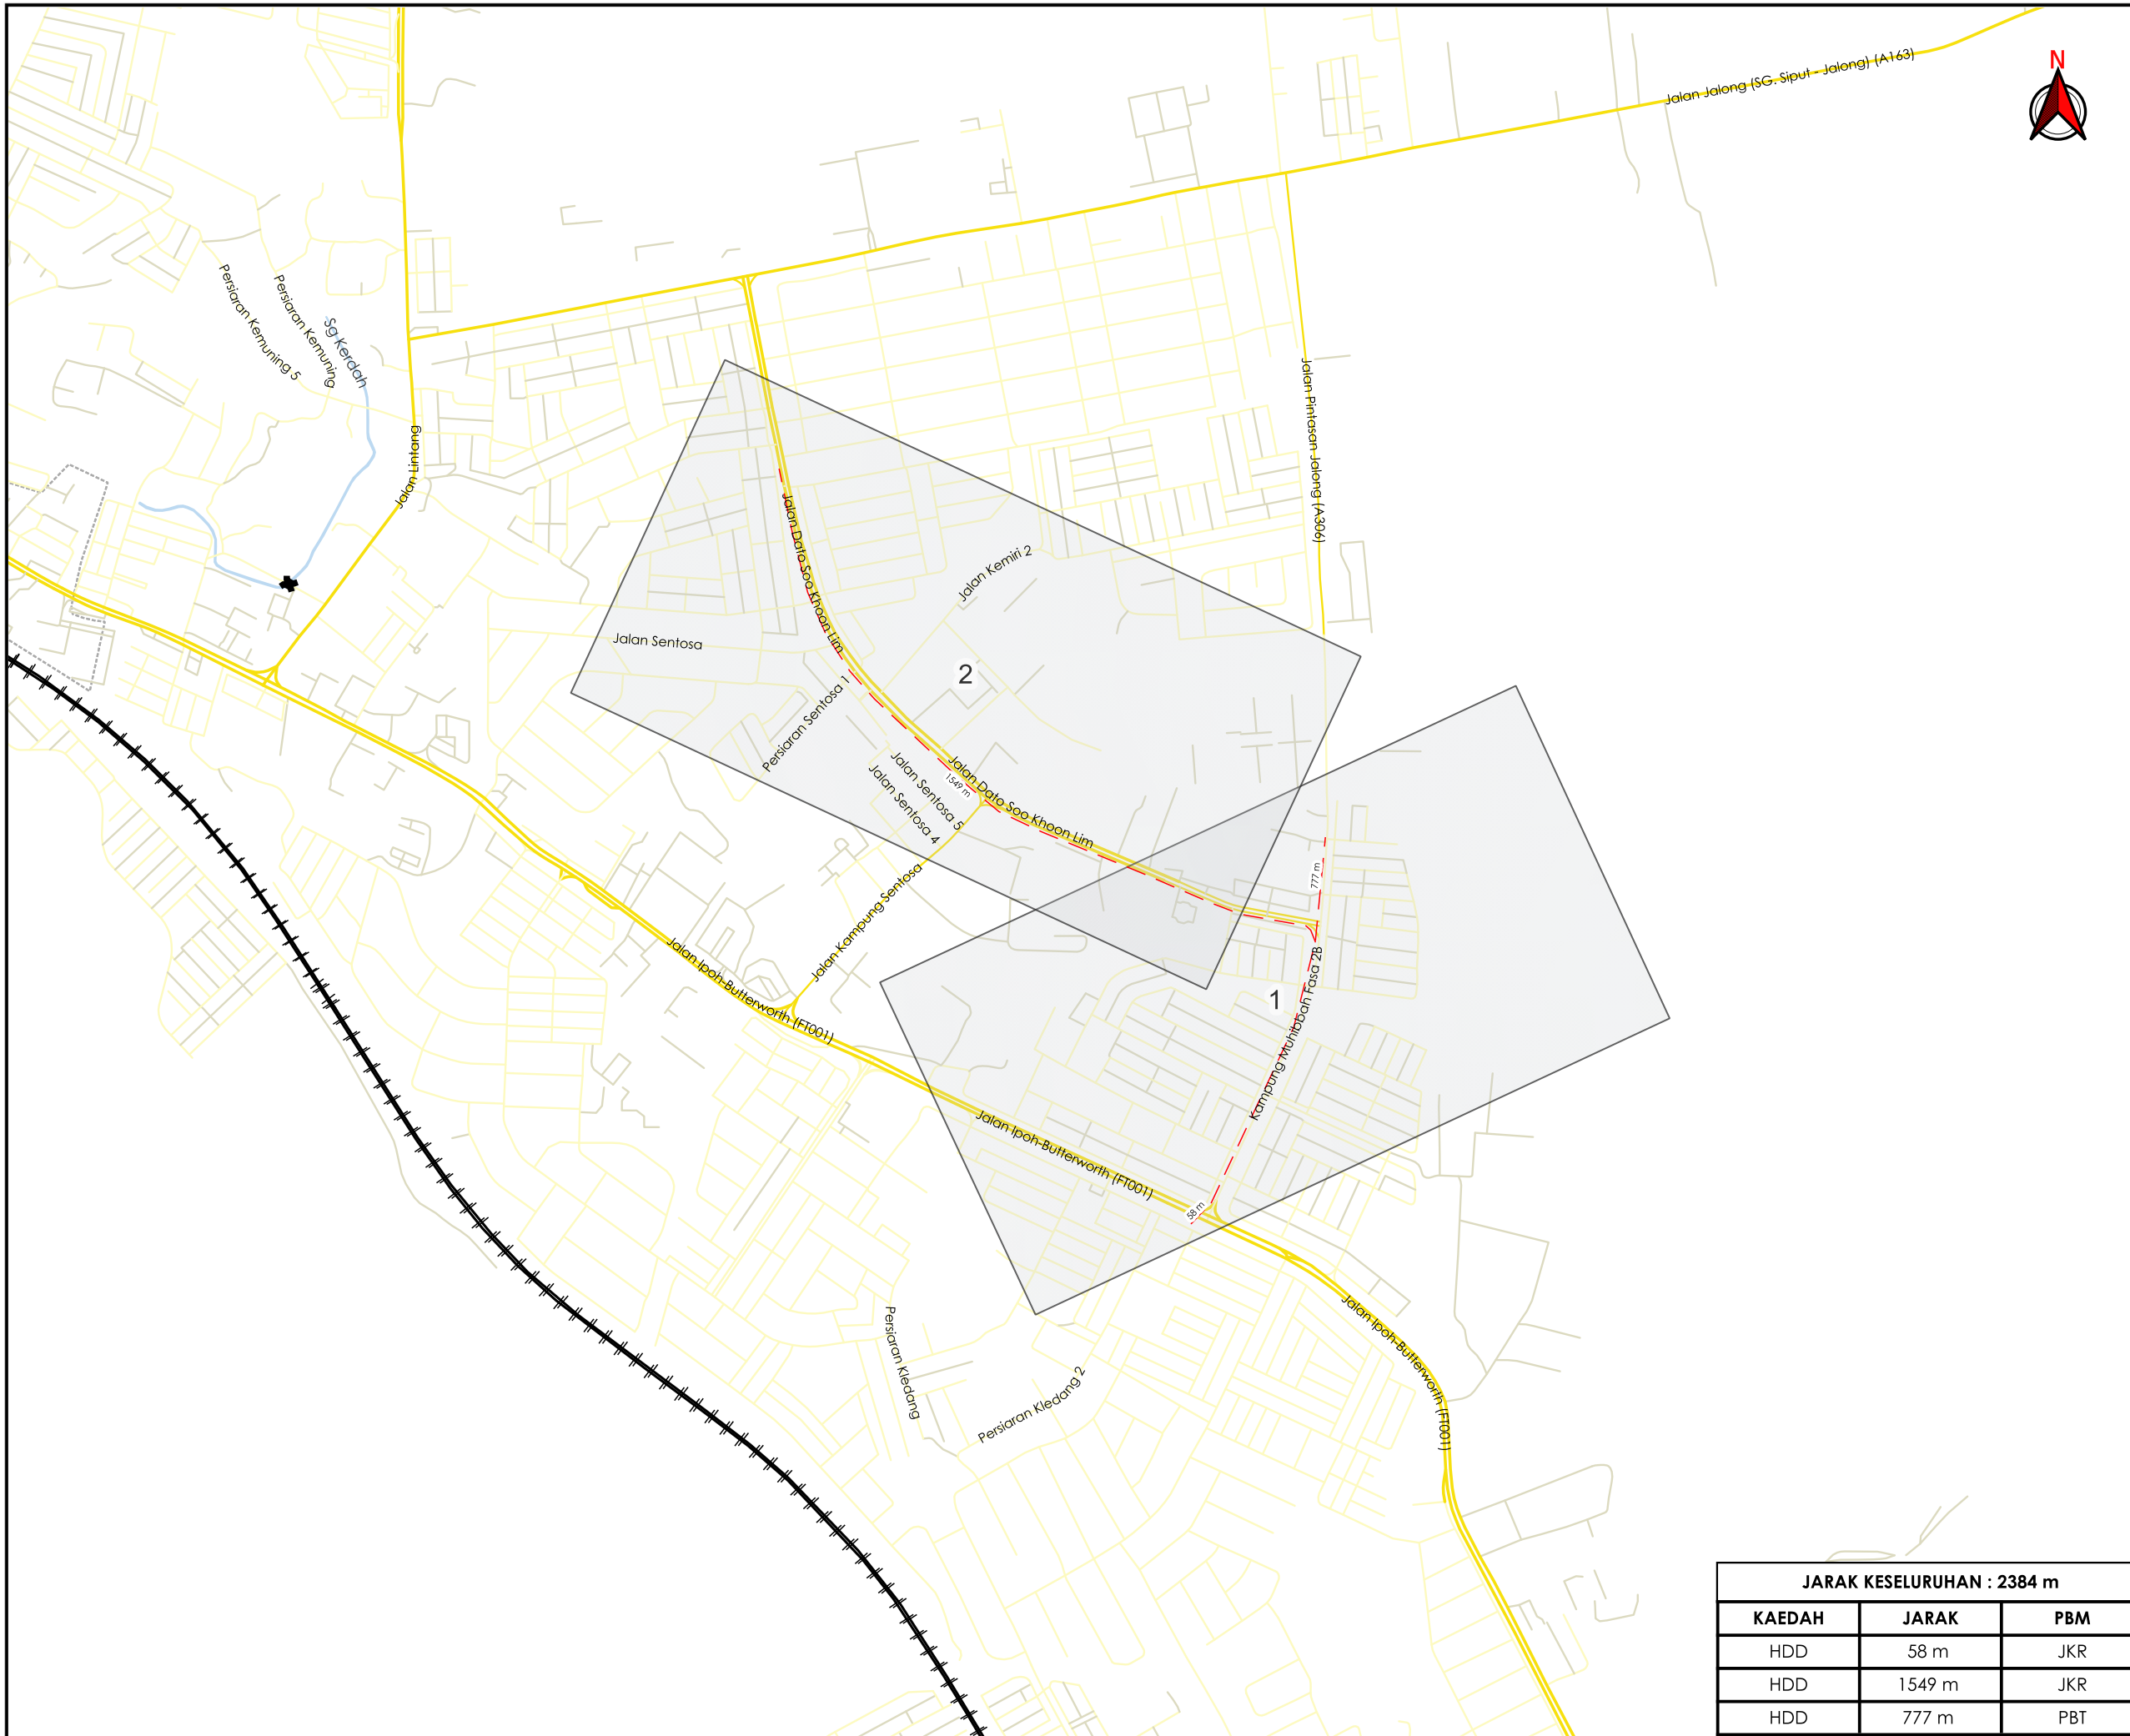 N
Jalan Jalong (SG. Siput - Jalong) (A163)
Persiaran Kemuning 5
Persiaran Kemuning
Sg Kerdah
Jalan Lintang
Jalan Pintasan Jalong (A306)
Jalan Dato Soo Khoon Lim
Jalan Kemiri 2
Jalan Sentosa
2
Persiaran Sentosa 1
Jalan Sentosa 5
Jalan Sentosa 4
1549 m
Jalan Dato Soo Khoon Lim
Jalan Kampung Sentosa
777 m
Jalan Ipoh-Butterworth (FT001)
1
Kampung Muhibbah Fasa 2B
Jalan Ipoh-Butterworth (FT001)
58 m
Jalan Ipoh-Butterworth (FT001)
Persiaran Kledang
Persiaran Kledang 2
JARAK KESELURUHAN : 2384 m
KAEDAH JARAK PBM
HDD 58 m JKR
HDD 1549 m JKR
HDD 777 m PBT